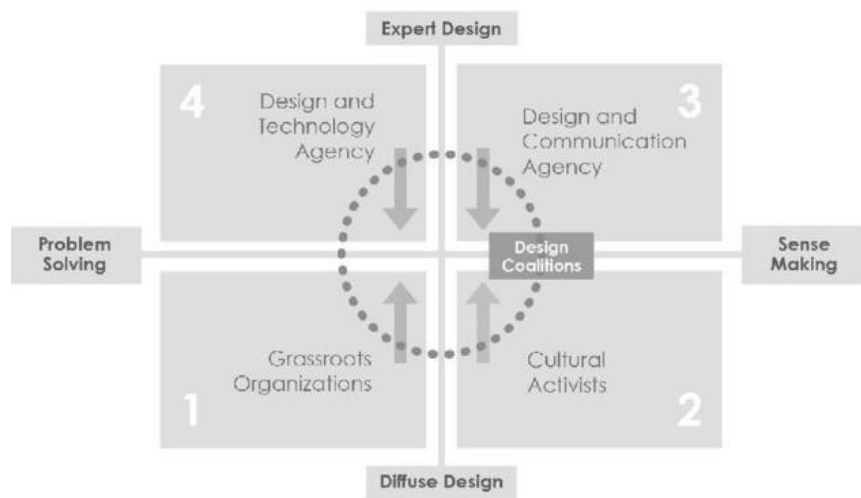 Expert Design
4
Design and
Technology
Agency
3
Design and
Communication
Agency
Problem
Solving
Design
Coalitions
Sense
Making
Grassroots
Organizations
1
Cultural
Activists
2
Diffuse Design